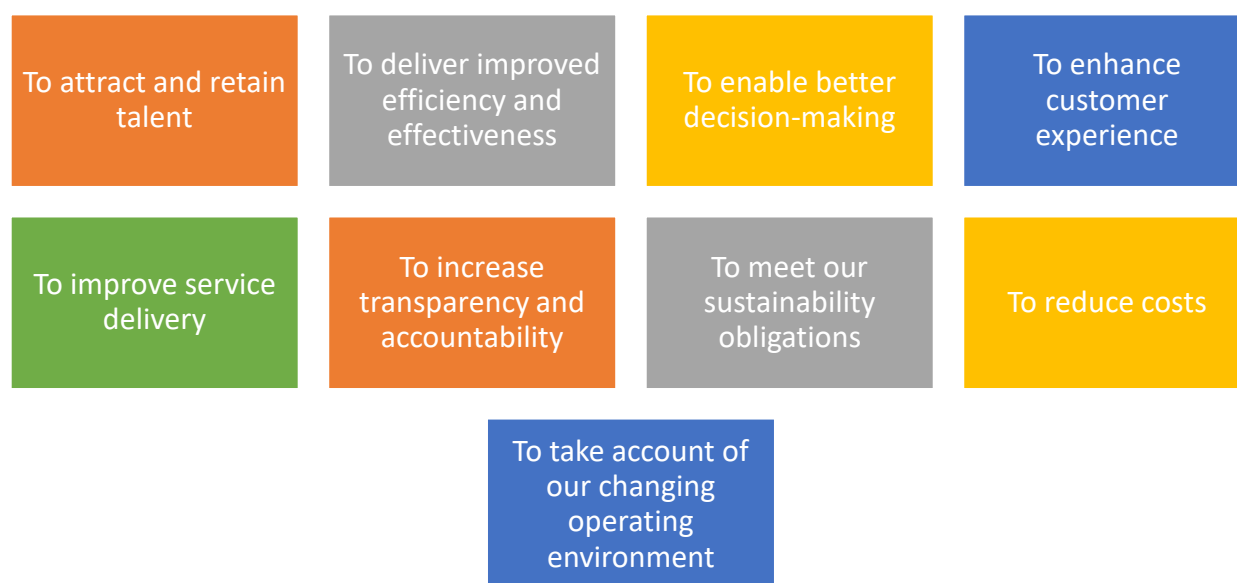 To attract and retain
talent
To deliver improved
efficiency and
effectiveness
To enable better
decision-making
To enhance
customer
experience
To improve service
delivery
To increase
transparency and
accountability
To meet our
sustainability
obligations
To reduce costs
To take account of
our changing
operating
environment